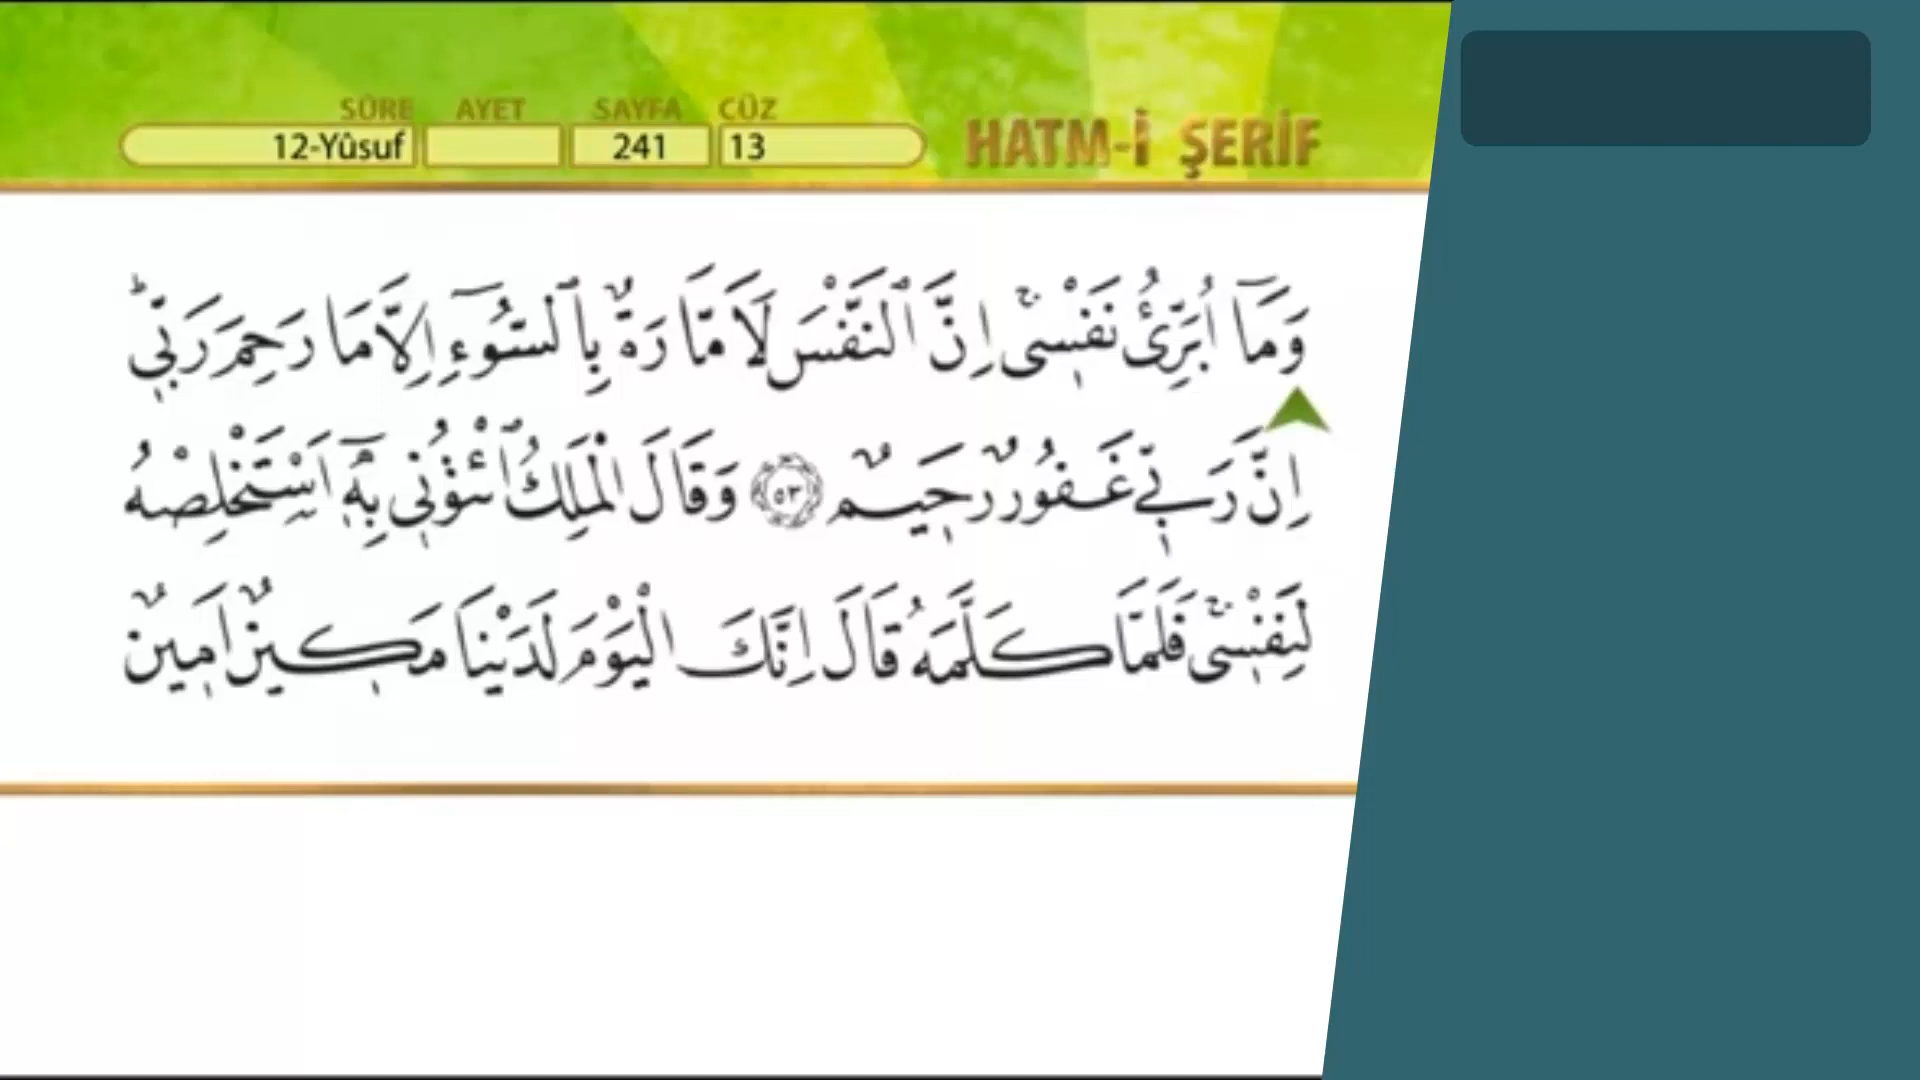 SÛRE AYET SAYFA CÜZ
12-Yûsuf 241 13
HATM-İ ŞERİF
وَمَٓا اُبَرِّئُ نَفْس۪يۚ اِنَّ النَّفْسَ لَاَمَّارَةٌ بِالسُّٓوءِ اِلَّا مَا رَحِمَ رَبّ۪يۜ
اِنَّ رَبّ۪ي غَفُورٌ رَح۪يمٌ ﴿٥٣﴾ وَقَالَ الْمَلِكُ ائْتُون۪ي بِه۪ٓ اَسْتَخْلِصْهُ
لِنَفْس۪يۚ فَلَمَّا كَلَّمَهُ قَالَ اِنَّكَ الْيَوْمَ لَدَيْنَا مَك۪ينٌ اَم۪ينٌ